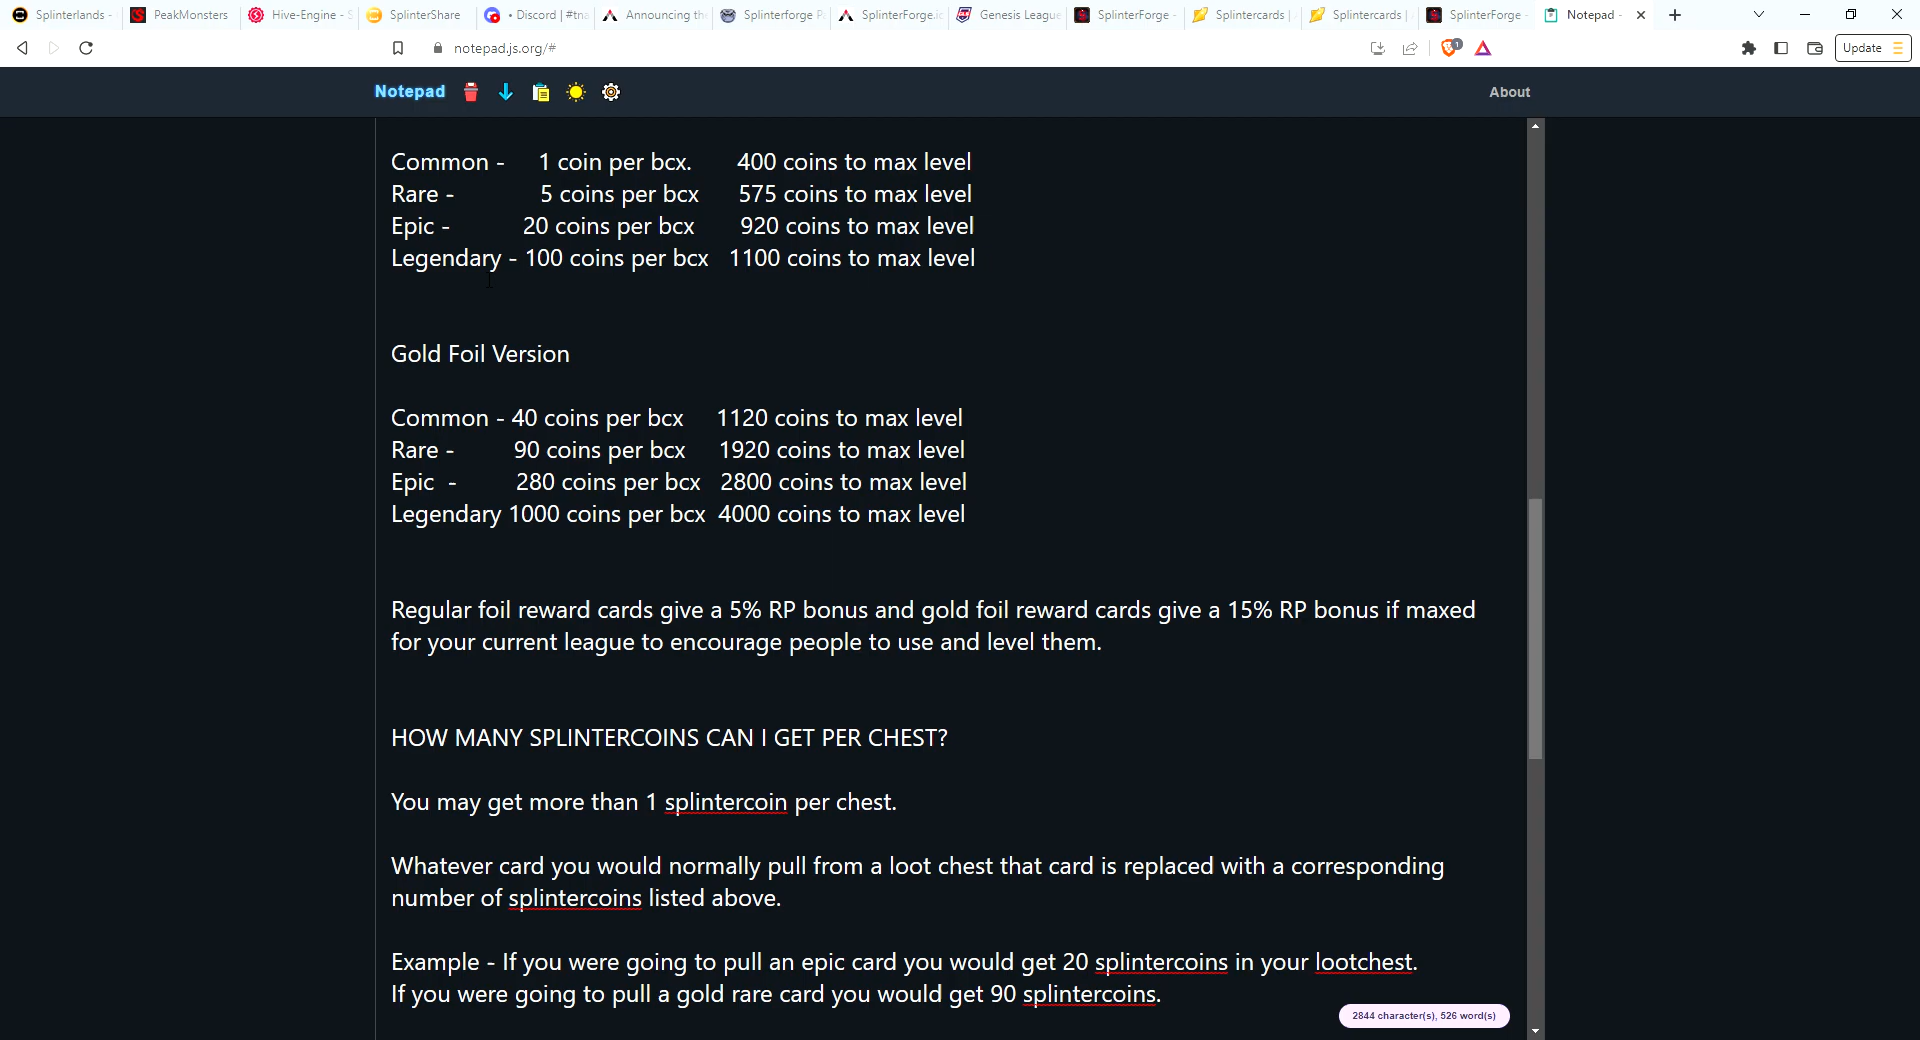 Splinterlands -
PeakMonsters
Hive-Engine - S
SplinterShare
• Discord | #tna
Announcing th
Splinterforge P
SplinterForge.io
Genesis League
SplinterForge -
Splintercards |
Splintercards |
SplinterForge -
Notepad -
notepad.js.org/#
1
Update
Notepad
About
Common - 1 coin per bcx. 400 coins to max level
Rare - 5 coins per bcx 575 coins to max level
Epic - 20 coins per bcx 920 coins to max level
Legendary - 100 coins per bcx 1100 coins to max level
Gold Foil Version
Common - 40 coins per bcx 1120 coins to max level
Rare - 90 coins per bcx 1920 coins to max level
Epic - 280 coins per bcx 2800 coins to max level
Legendary 1000 coins per bcx 4000 coins to max level
Regular foil reward cards give a 5% RP bonus and gold foil reward cards give a 15% RP bonus if maxed
for your current league to encourage people to use and level them.
HOW MANY SPLINTERCOINS CAN I GET PER CHEST?
You may get more than 1 splintercoin per chest.
Whatever card you would normally pull from a loot chest that card is replaced with a corresponding
number of splintercoins listed above.
Example - If you were going to pull an epic card you would get 20 splintercoins in your lootchest.
If you were going to pull a gold rare card you would get 90 splintercoins.
2844 character(s), 526 word(s)